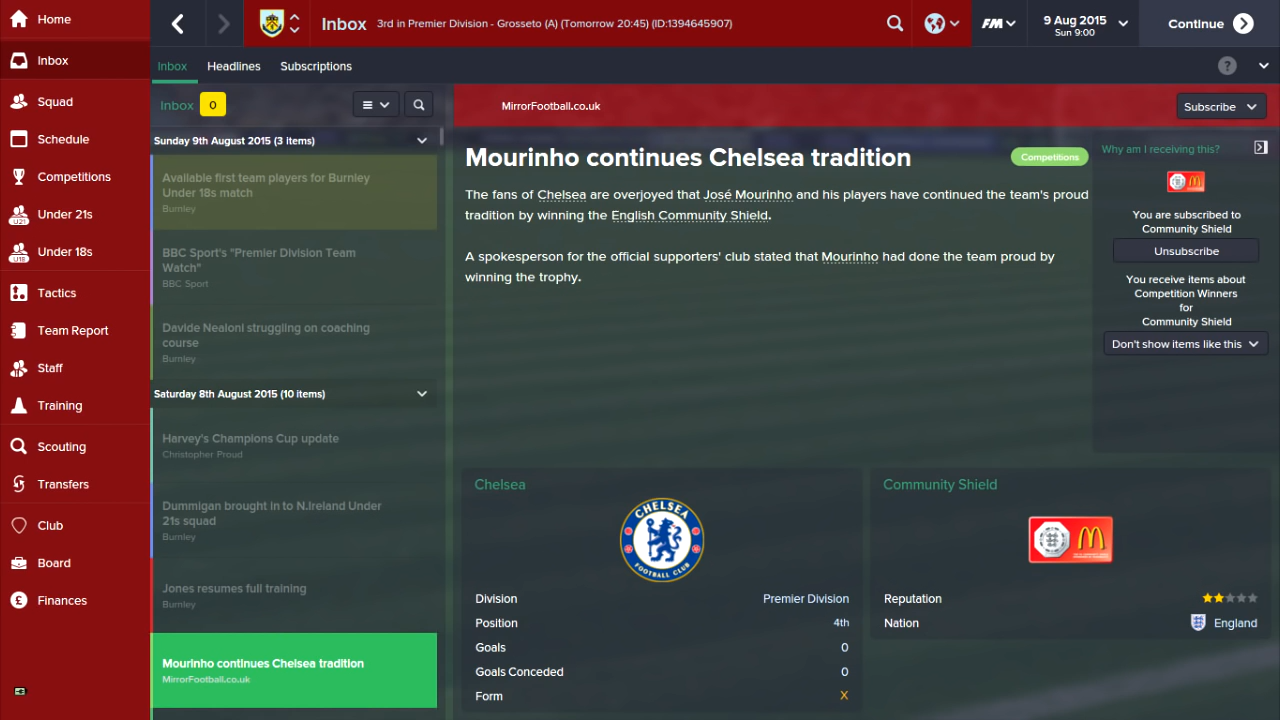 Home
Inbox
Squad
Schedule
Competitions
Under 21s
Under 18s
Tactics
Team Report
Staff
Training
Scouting
Transfers
Club
Board
Finances
Inbox
3rd in Premier Division - Grosseto (A) (Tomorrow 20:45) (ID:1394645907)
FM
9 Aug 2015
Sun 9:00
Continue
Inbox Headlines Subscriptions
?
Inbox 0
Sunday 9th August 2015 (3 items)
Available first team players for Burnley
Under 18s match
Burnley
BBC Sport's "Premier Division Team
Watch"
BBC Sport
Davide Nealoni struggling on coaching
course
Burnley
Saturday 8th August 2015 (10 items)
Harvey's Champions Cup update
Christopher Proud
Dummigan brought in to N.Ireland Under
21s squad
Burnley
Jones resumes full training
Burnley
Mourinho continues Chelsea tradition
MirrorFootball.co.uk
MirrorFootball.co.uk
Subscribe
Mourinho continues Chelsea tradition
Competitions
The fans of Chelsea are overjoyed that José Mourinho and his players have continued the team's proud
tradition by winning the English Community Shield.
A spokesperson for the official supporters' club stated that Mourinho had done the team proud by
winning the trophy.
Why am I receiving this?
You are subscribed to
Community Shield
Unsubscribe
You receive items about
Competition Winners
for
Community Shield
Don't show items like this
Chelsea
CHELSEA
FOOTBALL CLUB
Division Premier Division
Position 4th
Goals 0
Goals Conceded 0
Form X
Community Shield
Reputation
Nation England